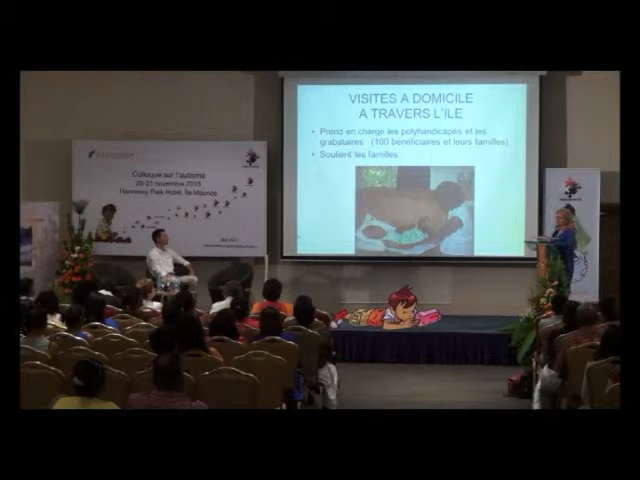 VISITES A DOMICILE
A TRAVERS L'ILE
• Prend en charge les polyhandicapés et les
grabataires (100 bénéficiaires et leurs familles)
• Soutient les familles
Colloque sur l'autisme
20-21 novembre 2015
Hennessy Park Hotel, Île Maurice